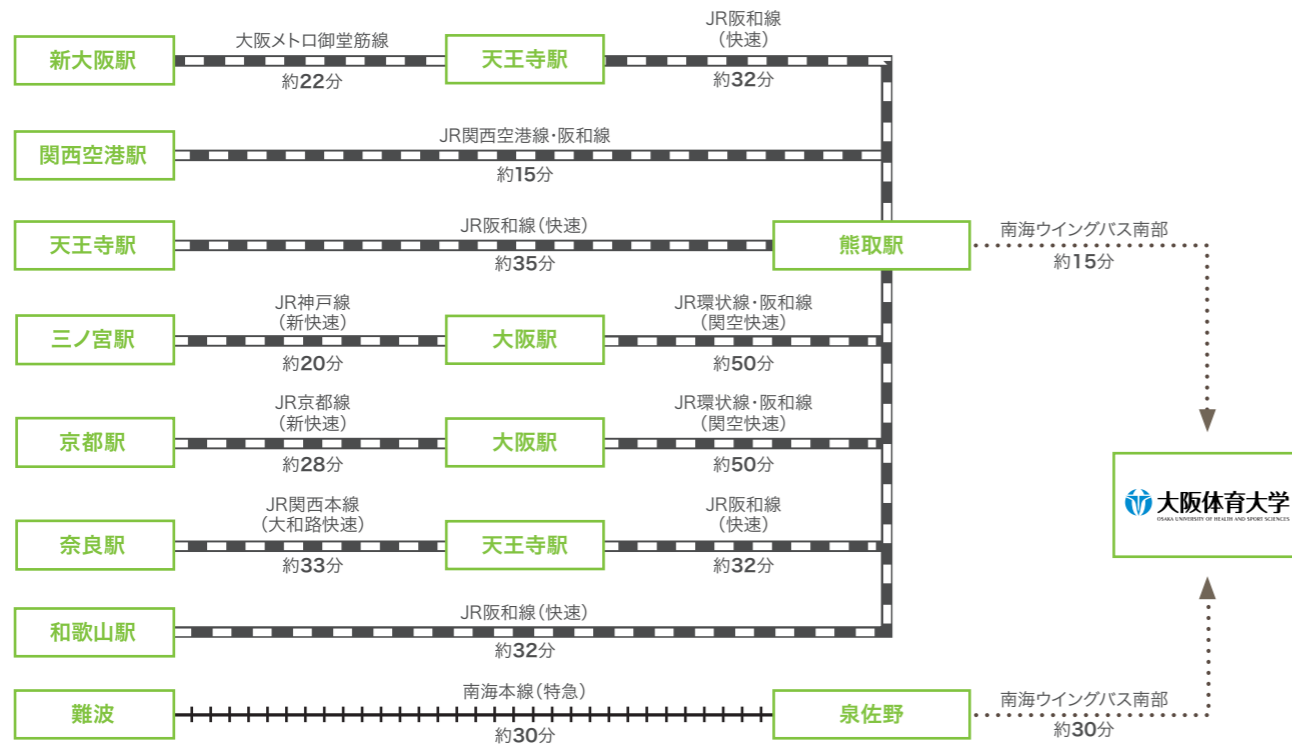 新大阪駅
大阪メトロ御堂筋線
約22分
天王寺駅
JR阪和線
(快速)
約32分
関西空港駅
JR関西空港線・阪和線
約15分
天王寺駅
JR阪和線(快速)
約35分
熊取駅
南海ウイングバス南部
約15分
三ノ宮駅
JR神戸線
(新快速)
約20分
大阪駅
JR環状線・阪和線
(関空快速)
約50分
京都駅
JR京都線
(新快速)
約28分
大阪駅
JR環状線・阪和線
(関空快速)
約50分
奈良駅
JR関西本線
(大和路快速)
約33分
天王寺駅
JR阪和線
(快速)
約32分
和歌山駅
JR阪和線(快速)
約32分
難波
南海本線(特急)
約30分
泉佐野
南海ウイングバス南部
約30分
大阪体育大学
OSAKA UNIVERSITY OF HEALTH AND SPORT SCIENCES